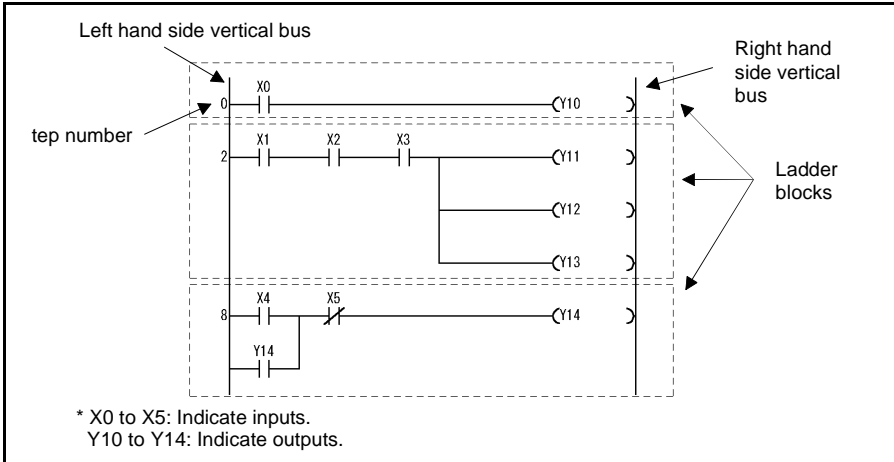 Left hand side vertical bus
Right hand
side vertical
bus
X0
0
Y10
tep number
X1 X2 X3
2
Y11
Ladder
blocks
Y12
Y13
X4 X5
8
Y14
Y14
* X0 to X5: Indicate inputs.
Y10 to Y14: Indicate outputs.